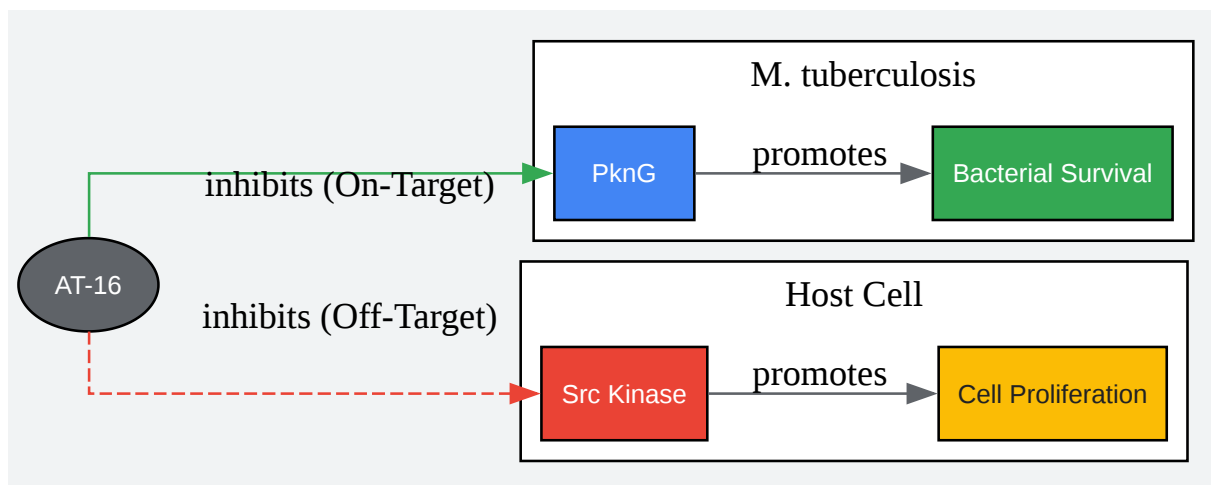 M. tuberculosis
promotes
PknG
Bacterial Survival
inhibits (On-Target)
AT-16
inhibits (Off-Target)
Host Cell
promotes
Src Kinase
Cell Proliferation